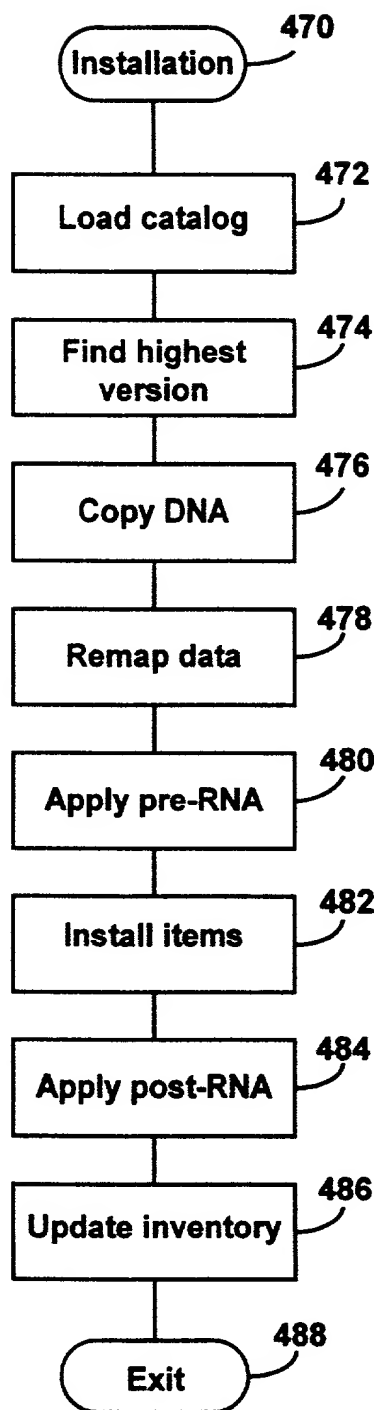 470
Installation
472
Load catalog
474
Find highest
version
476
Copy DNA
478
Remap data
480
Apply pre-RNA
482
Install items
484
Apply post-RNA
486
Update inventory
488
Exit